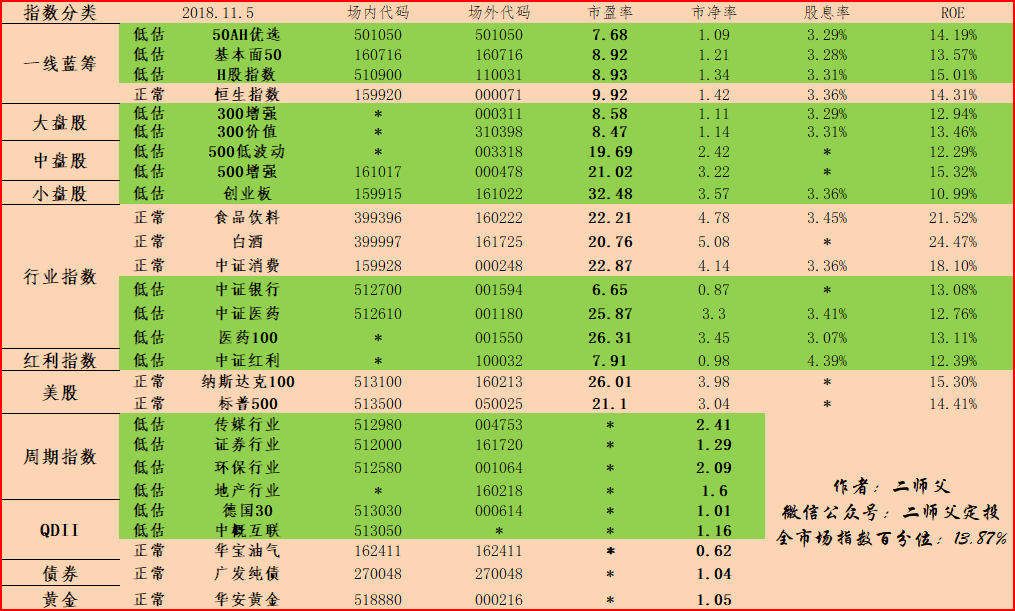 指数分类 2018.11.5 场内代码 场外代码 市盈率 市净率 股息率 ROE
一线蓝筹 低估 50AH优选 501050 501050 7.68 1.09 3.29% 14.19%
低估 基本面50 160716 160716 8.92 1.21 3.28% 13.57%
低估 H股指数 510900 110031 8.93 1.34 3.31% 15.01%
正常 恒生指数 159920 000071 9.92 1.42 3.36% 14.31%
大盘股 低估 300增强 * 000311 8.58 1.11 3.29% 12.94%
低估 300价值 * 310398 8.47 1.14 3.31% 13.46%
中盘股 低估 500低波动 * 003318 19.69 2.42 * 12.29%
低估 500增强 161017 000478 21.02 3.22 * 15.32%
小盘股 低估 创业板 159915 161022 32.48 3.57 3.36% 10.99%
行业指数 正常 食品饮料 399396 160222 22.21 4.78 3.45% 21.52%
正常 白酒 399997 161725 20.76 5.08 * 24.47%
正常 中证消费 159928 000248 22.87 4.14 3.36% 18.10%
低估 中证银行 512700 001594 6.65 0.87 * 13.08%
低估 中证医药 512610 001180 25.87 3.3 3.41% 12.76%
低估 医药100 * 001550 26.31 3.45 3.07% 13.11%
红利指数 低估 中证红利 * 100032 7.91 0.98 4.39% 12.39%
美股 正常 纳斯达克100 513100 160213 26.01 3.98 * 15.30%
正常 标普500 513500 050025 21.1 3.04 * 14.41%
周期指数 低估 传媒行业 512980 004753 * 2.41
低估 证券行业 512000 161720 * 1.29
低估 环保行业 512580 001064 * 2.09
低估 地产行业 * 160218 * 1.6
QDII 低估 德国30 513030 000614 * 1.01
低估 中概互联 513050 * * 1.16
正常 华宝油气 162411 162411 * 0.62
债券 正常 广发纯债 270048 270048 * 1.04
黄金 正常 华安黄金 518880 000216 * 1.05
作者：二师父
微信公众号：二师父定投
全市场指数百分位：13.87%